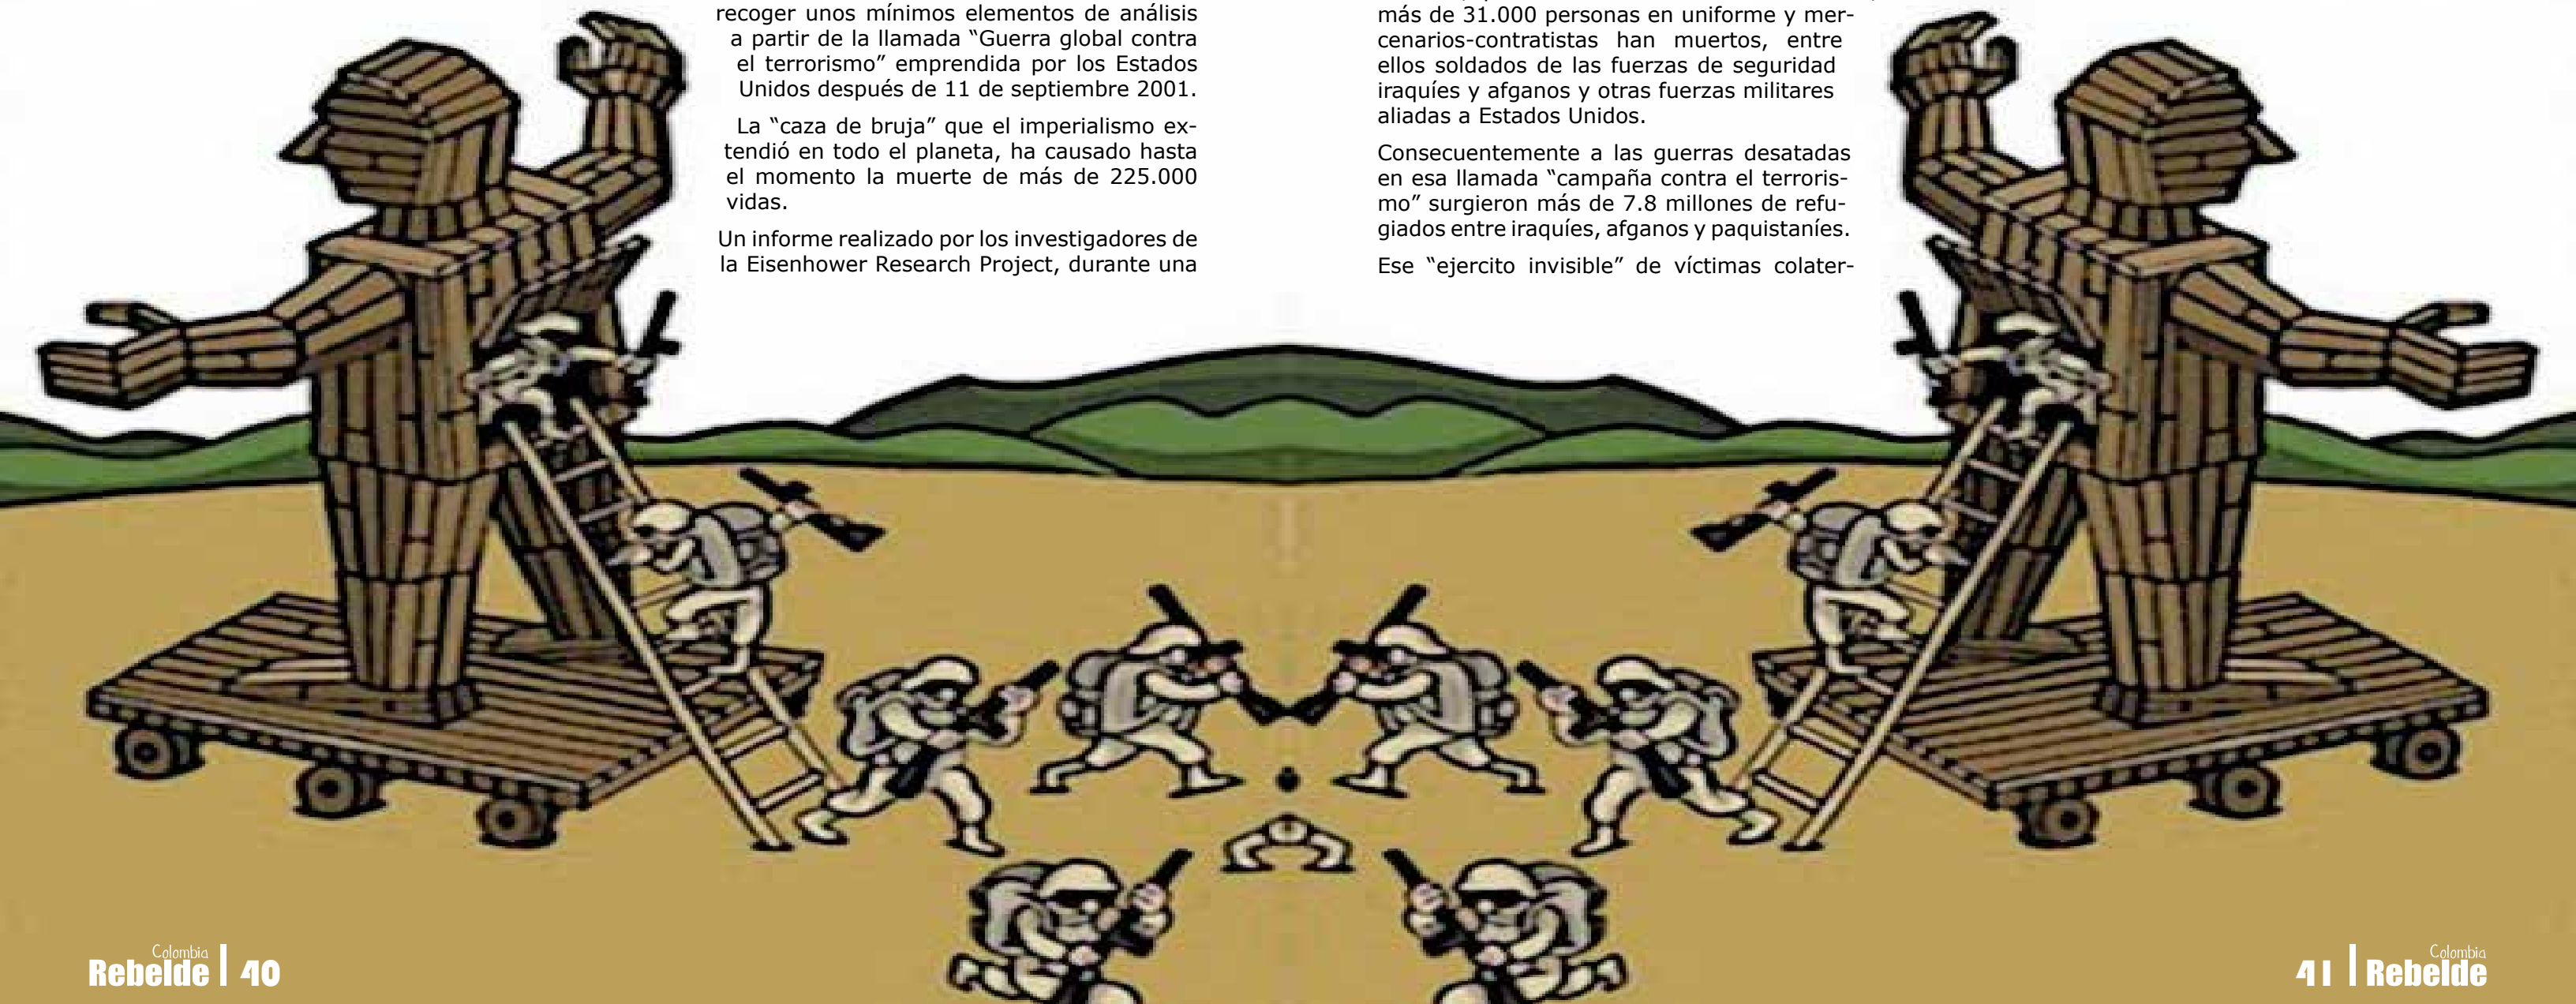 recoger unos mínimos elementos de análisis
a partir de la llamada “Guerra global contra
el terrorismo” emprendida por los Estados
Unidos después de 11 de septiembre 2001.
La “caza de bruja” que el imperialismo ex-
tendió en todo el planeta, ha causado hasta
el momento la muerte de más de 225.000
vidas.
Un informe realizado por los investigadores de
la Eisenhower Research Project, durante una
más de 31.000 personas en uniforme y mer-
cenarios-contratistas han muertos, entre
ellos soldados de las fuerzas de seguridad
iraquíes y afganos y otras fuerzas militares
aliadas a Estados Unidos.
Consecuentemente a las guerras desatadas
en esa llamada “campaña contra el terroris-
mo” surgieron más de 7.8 millones de refu-
giados entre iraquíes, afganos y paquistaníes.
Ese “ejercito invisible” de víctimas colater-
Colombia
Rebelde | 40
Colombia
41 | Rebelde